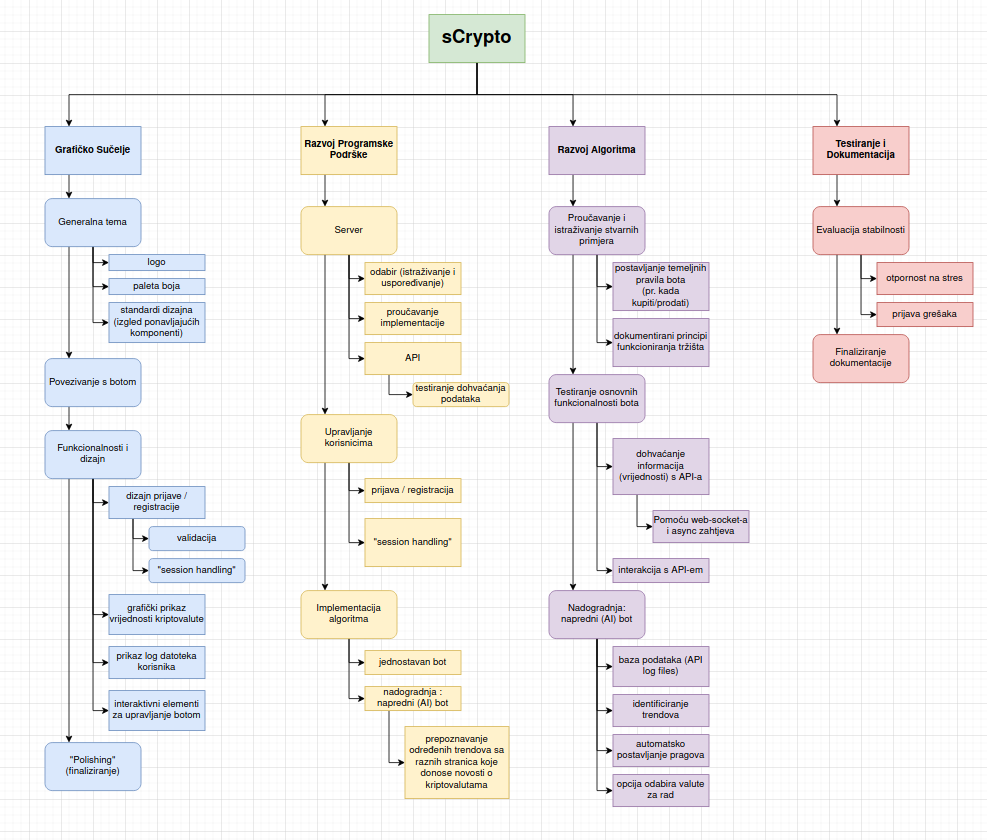 sCrypto
Grafičko Sučelje
Generalna tema
logo
paleta boja
standardi dizajna
(izgled ponavljajućih
komponenti)
Povezivanje s botom
Funkcionalnosti i
dizajn
dizajn prijave /
registracije
validacija
"session handling"
grafički prikaz
vrijednosti kriptovalute
prikaz log datoteka
korisnika
interaktivni elementi
za upravljanje botom
"Polishing"
(finaliziranje)
Razvoj Programske
Podrške
Server
odabir (istraživanje i
uspoređivanje)
proučavanje
implementacije
API
testiranje dohvaćanja
podataka
Upravljanje
korisnicima
prijava / registracija
"session handling"
Implementacija
algoritma
jednostavan bot
nadogradnja :
napredni (AI) bot
prepoznavanje
određenih trendova sa
raznih stranica koje
donose novosti o
kriptovalutama
Razvoj Algoritma
Proučavanje i
istraživanje stvarnih
primjera
postavljanje temeljnih
pravila bota
(pr. kada
kupiti/prodati)
dokumentirani principi
funkcioniranja tržišta
Testiranje osnovnih
funkcionalnosti bota
dohvaćanje
informacija
(vrijednosti) s API-a
Pomoću web-socket-a
i async zahtjeva
interakcija s API-em
Nadogradnja:
napredni (AI) bot
baza podataka (API
log files)
identificiranje
trendova
automatsko
postavljanje pragova
opcija odabira valute
za rad
Testiranje i
Dokumentacija
Evaluacija stabilnosti
otpornost na stres
prijava grešaka
Finaliziranje
dokumentacije